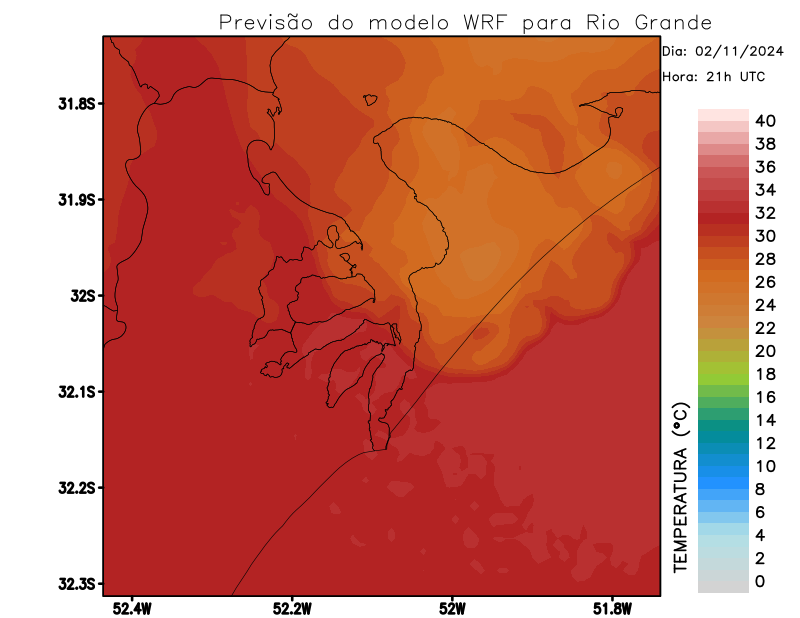 Previsão do modelo WRF para Rio Grande
Dia: 02/11/2024
Hora: 21h UTC
31.8S
31.9S
32S
32.1S
32.2S
32.3S
52.4W
52.2W
52W
51.8W
TEMPERATURA (°C)
40
38
36
34
32
30
28
26
24
22
20
18
16
14
12
10
8
6
4
2
0